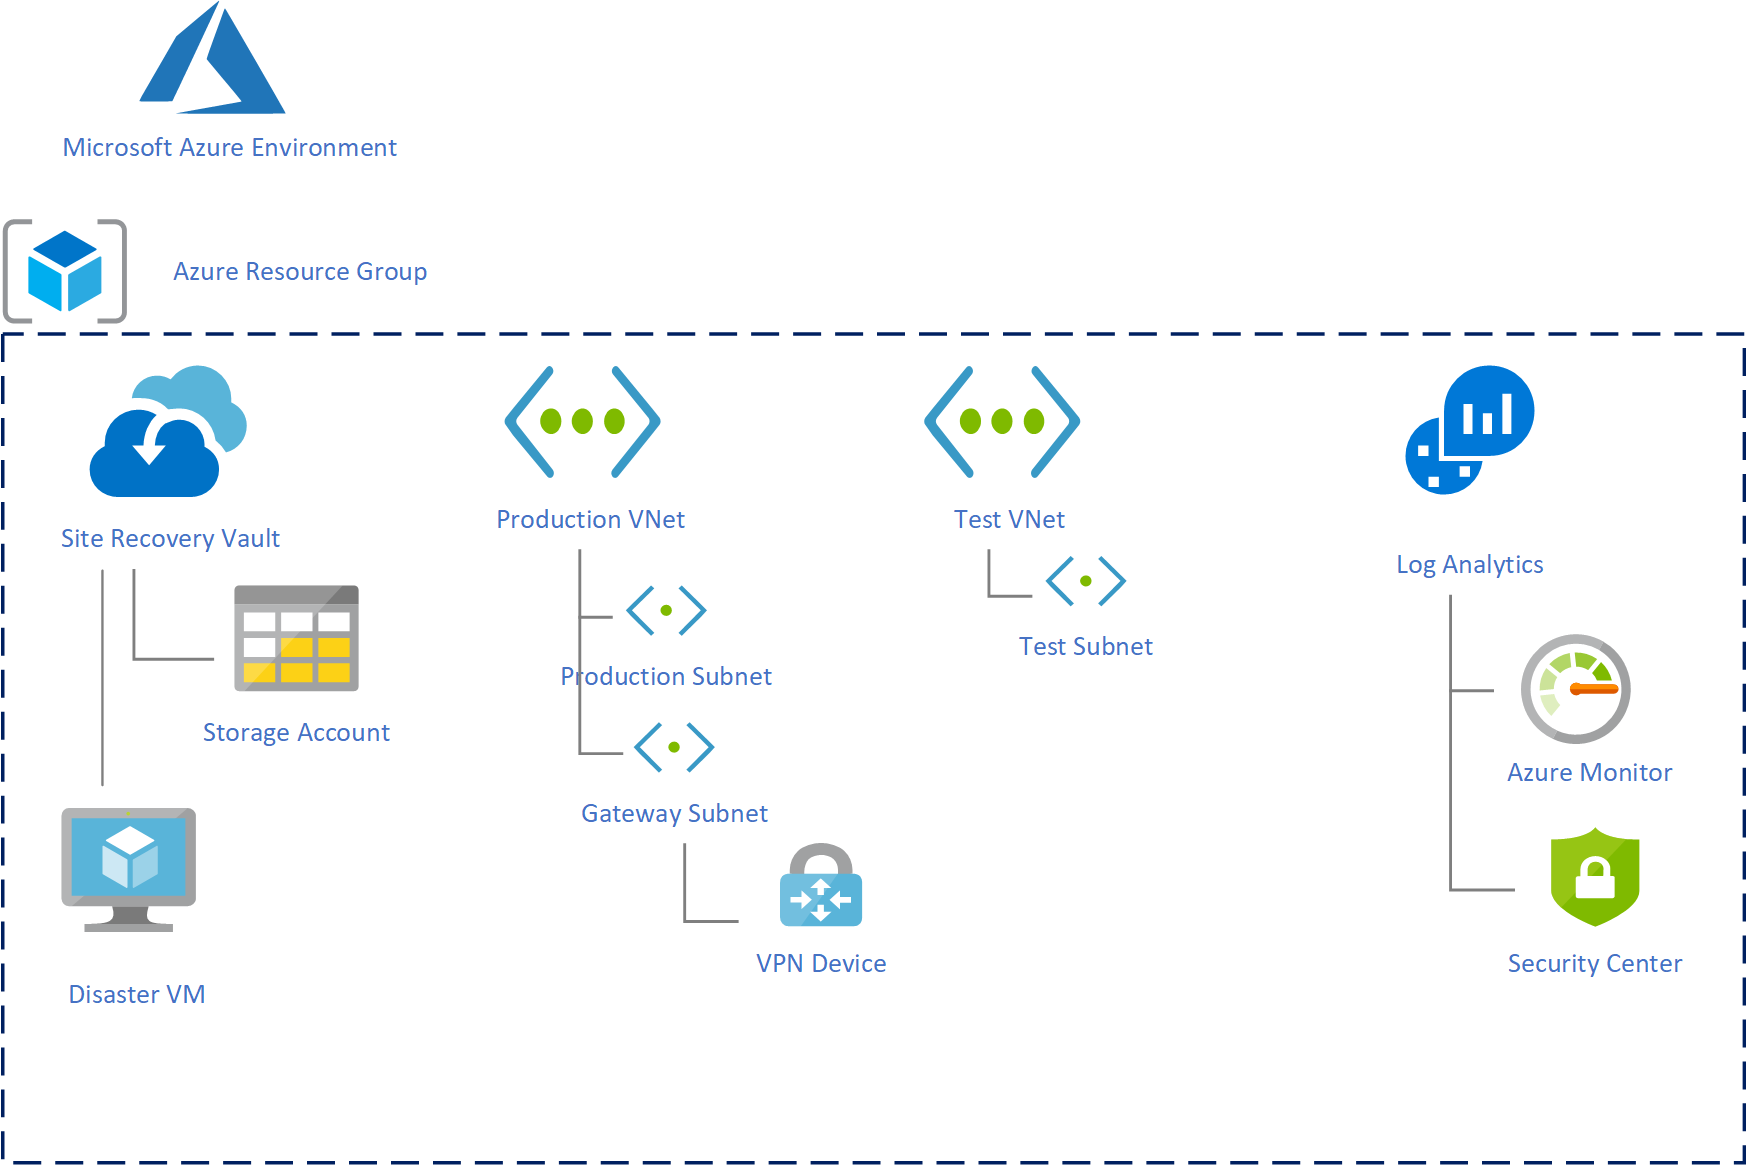 Microsoft Azure Environment
Azure Resource Group
Site Recovery Vault
Storage Account
Disaster VM
Production VNet
Production Subnet
Gateway Subnet
VPN Device
Test VNet
Test Subnet
Log Analytics
Azure Monitor
Security Center